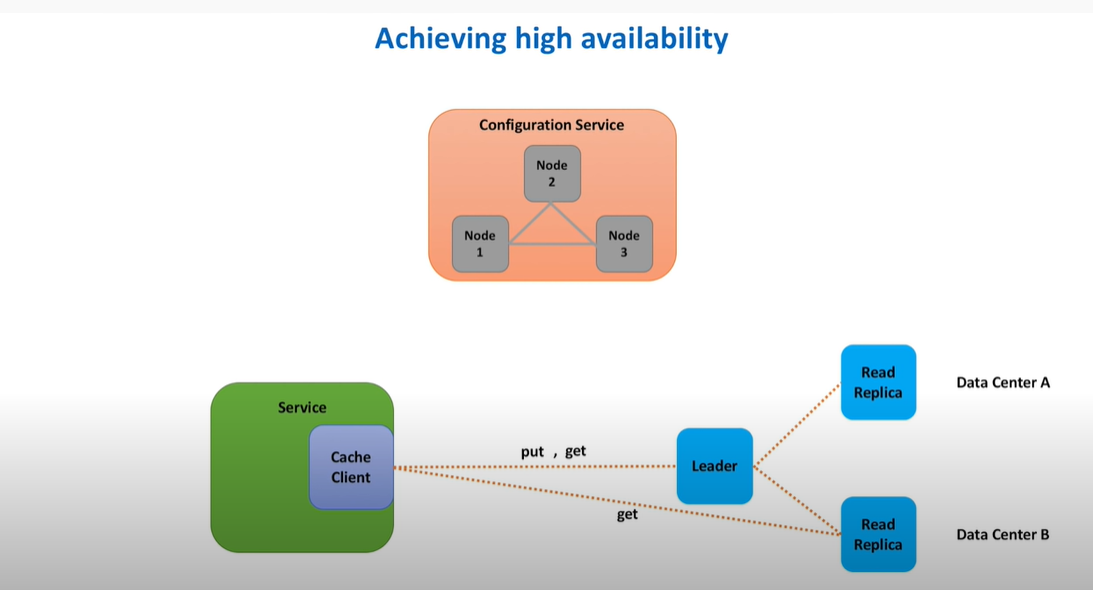 Achieving high availability
Configuration Service
Node
2
Node
1
Node
3
Service
Cache
Client
put , get
get
Leader
Read
Replica
Data Center A
Read
Replica
Data Center B